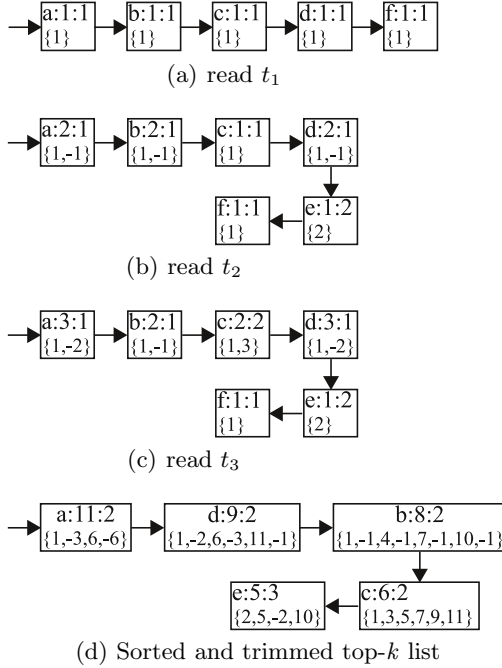 a:1:1 b:1:1 c:1:1 d:1:1 f:1:1
{1} {1} {1} {1} {1}
(a) read t₁
a:2:1 b:2:1 c:1:1 d:2:1
{1,-1} {1,-1} {1} {1,-1}
f:1:1 e:1:2
{1} {2}
(b) read t₂
a:3:1 b:2:1 c:2:2 d:3:1
{1,-2} {1,-1} {1,3} {1,-2}
f:1:1 e:1:2
{1} {2}
(c) read t₃
a:11:2 d:9:2 b:8:2
{1,-3,6,-6} {1,-2,6,-3,11,-1} {1,-1,4,-1,7,-1,10,-1}
e:5:3 c:6:2
{2,5,-2,10} {1,3,5,7,9,11}
(d) Sorted and trimmed top-k list